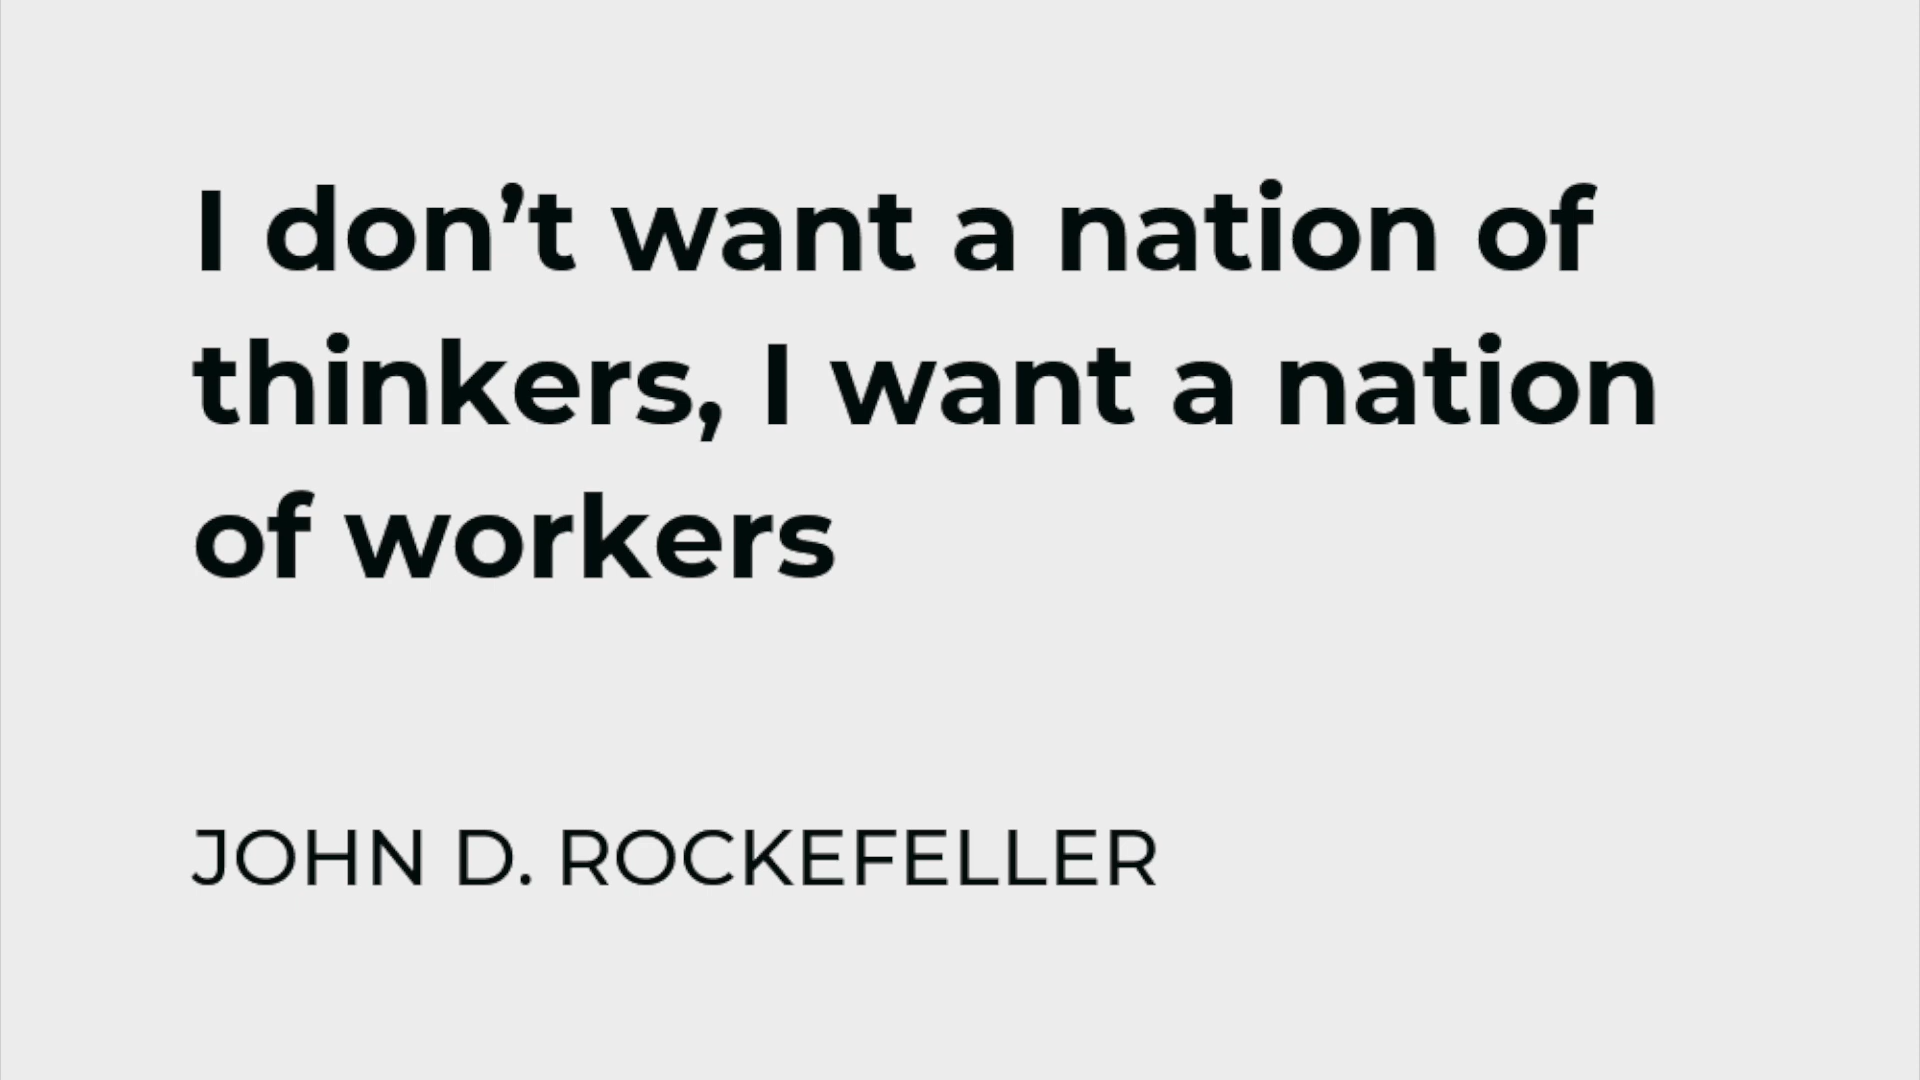 I don’t want a nation of
thinkers, I want a nation
of workers
JOHN D. ROCKEFELLER